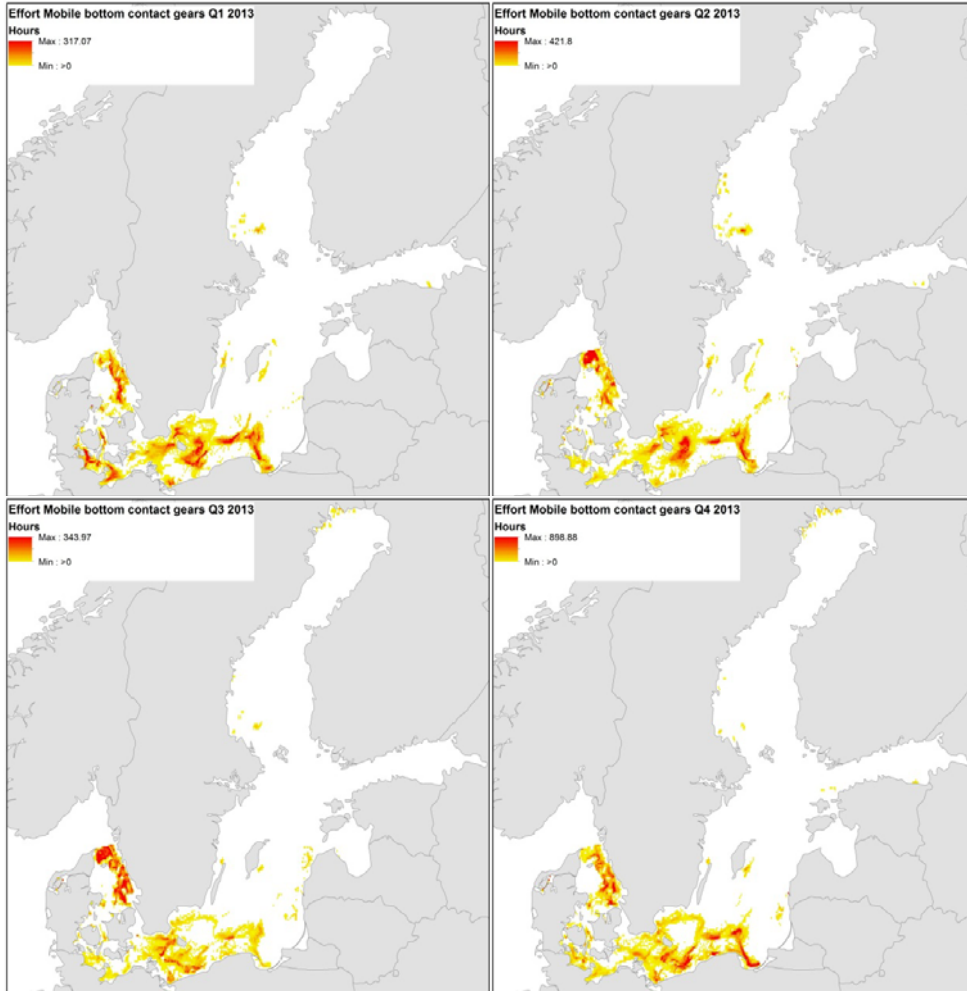 Effort Mobile bottom contact gears Q1 2013
Hours
Max : 317.07
Min : >0
Effort Mobile bottom contact gears Q2 2013
Hours
Max : 421.8
Min : >0
Effort Mobile bottom contact gears Q3 2013
Hours
Max : 343.97
Min : >0
Effort Mobile bottom contact gears Q4 2013
Hours
Max : 898.88
Min : >0